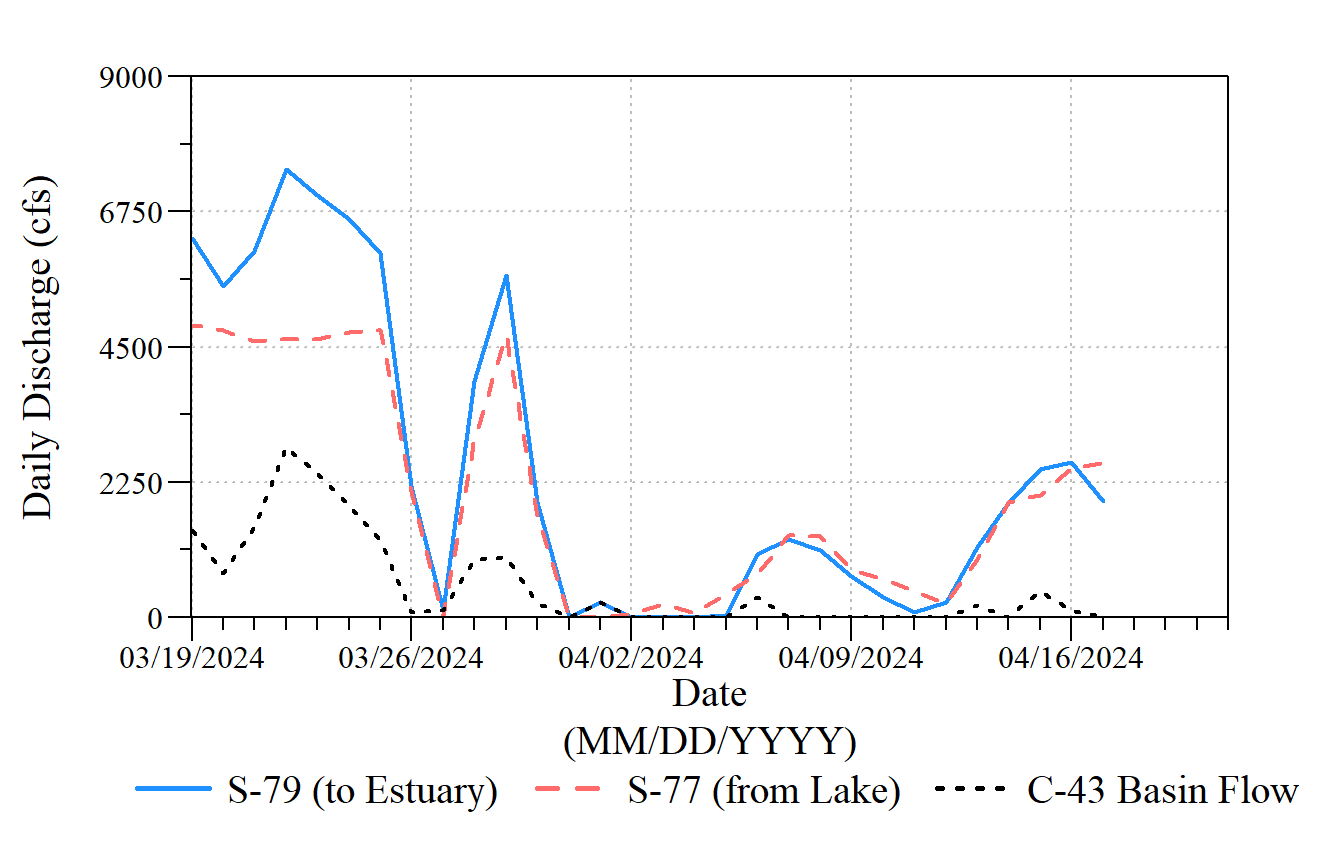 9000
6750
4500
2250
0
Daily Discharge (cfs)
03/19/2024 03/26/2024 04/02/2024 04/09/2024 04/16/2024
Date
(MM/DD/YYYY)
S-79 (to Estuary) S-77 (from Lake) C-43 Basin Flow